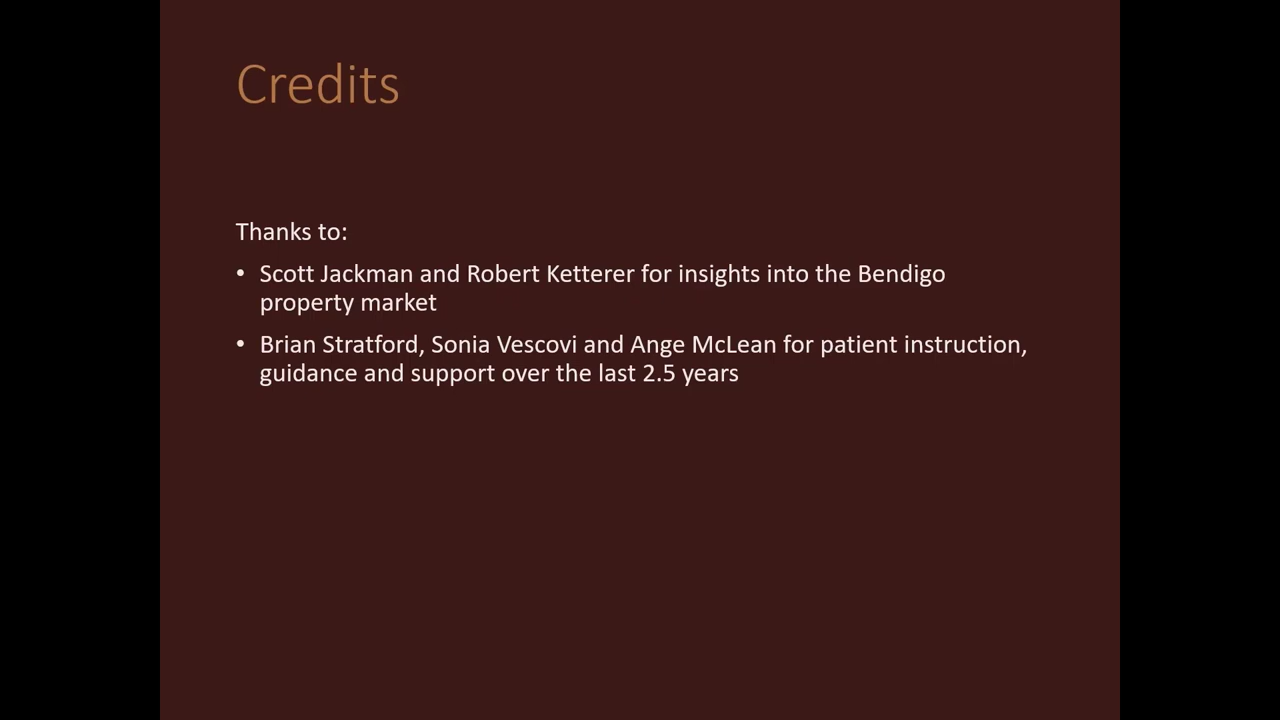 Credits
Thanks to:
• Scott Jackman and Robert Ketterer for insights into the Bendigo
property market
• Brian Stratford, Sonia Vescovi and Ange McLean for patient instruction,
guidance and support over the last 2.5 years